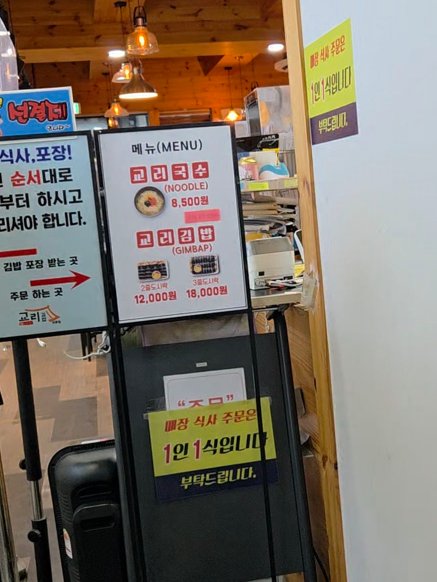 선결제
식사, 포장!
순서대로
부터 하시고
리셔야 합니다.
김밥 포장 받는 곳
주문 하는 곳
교리
메뉴(MENU)
교리국수
(NOODLE)
8,500원
교리김밥
(GIMBAP)
2줄도시락
3줄도시락
12,000원
18,000원
매장 식사 주문은
1인 1식입니다
부탁드립니다.
"주문"
매장 식사 주문은
1인 1식입니다
부탁드립니다.